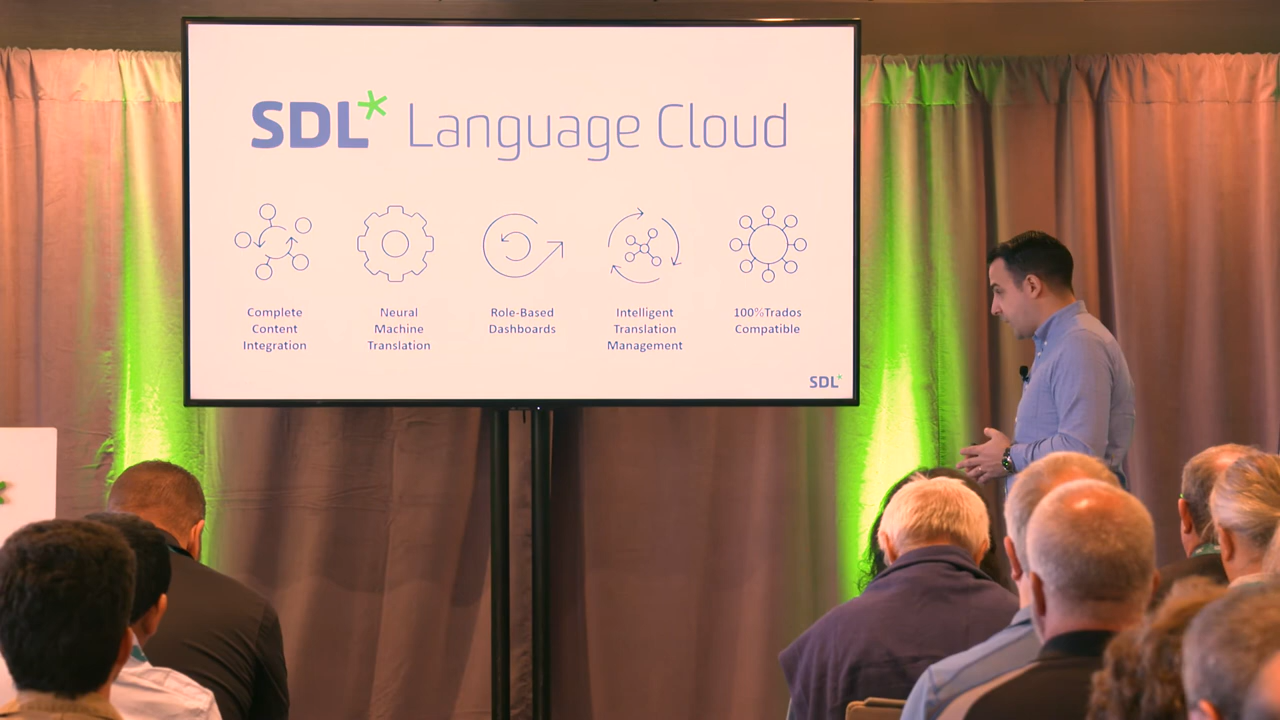 SDL* Language Cloud
Complete
Content
Integration
Neural
Machine
Translation
Role-Based
Dashboards
Intelligent
Translation
Management
100%Trados
Compatible
SDL*